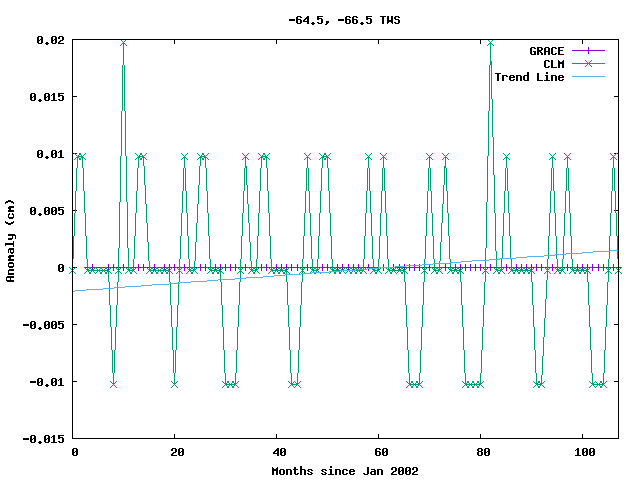 -64.5, -66.5 TWS
GRACE
CLM
Trend Line
0.02
0.015
0.01
0.005
0
-0.005
-0.01
-0.015
Anomaly (cm)
0 20 40 60 80 100
Months since Jan 2002